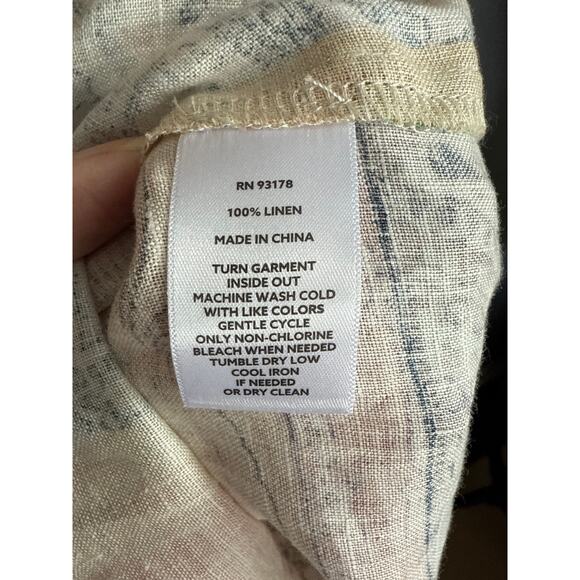 RN 93178
100% LINEN
MADE IN CHINA
TURN GARMENT
INSIDE OUT
MACHINE WASH COLD
WITH LIKE COLORS
GENTLE CYCLE
ONLY NON-CHLORINE
BLEACH WHEN NEEDED
TUMBLE DRY LOW
COOL IRON
IF NEEDED
OR DRY CLEAN